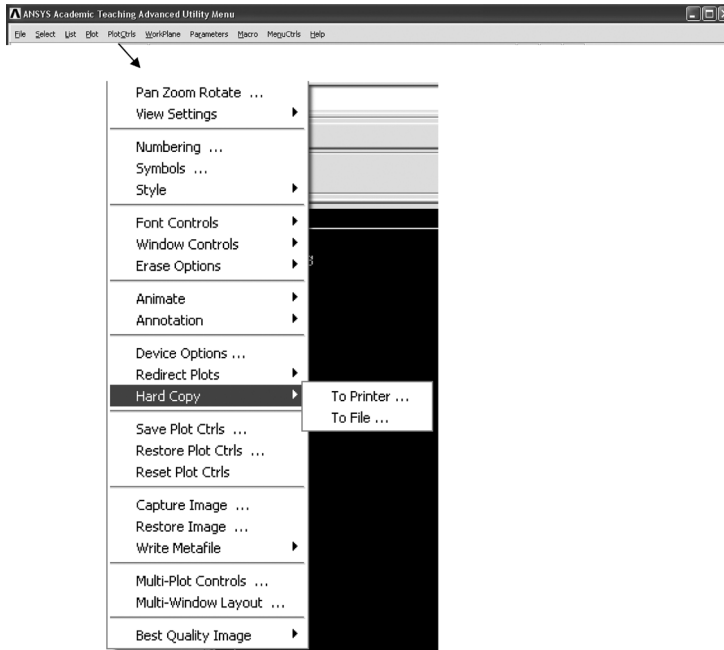 ANSYS Academic Teaching Advanced Utility Menu
File Select List Plot PlotCtrls WorkPlane Parameters Macro MenuCtrls Help
Pan Zoom Rotate ...
View Settings
Numbering ...
Symbols ...
Style
Font Controls
Window Controls
Erase Options
Animate
Annotation
Device Options ...
Redirect Plots
Hard Copy
To Printer ...
To File ...
Save Plot Ctrls ...
Restore Plot Ctrls ...
Reset Plot Ctrls
Capture Image ...
Restore Image ...
Write Metafile
Multi-Plot Controls ...
Multi-Window Layout ...
Best Quality Image